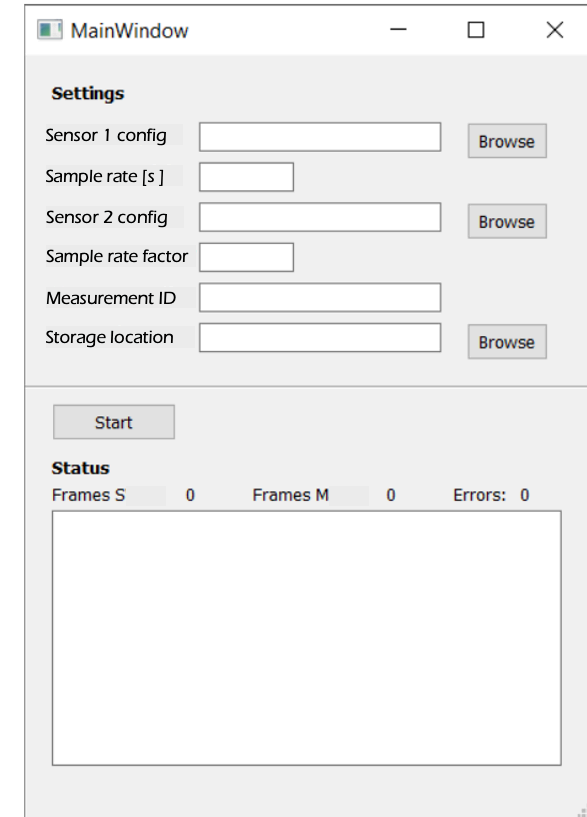 MainWindow
Settings
Sensor 1 config Browse
Sample rate [s ]
Sensor 2 config Browse
Sample rate factor
Measurement ID
Storage location Browse
Start
Status
Frames S 0 Frames M 0 Errors: 0